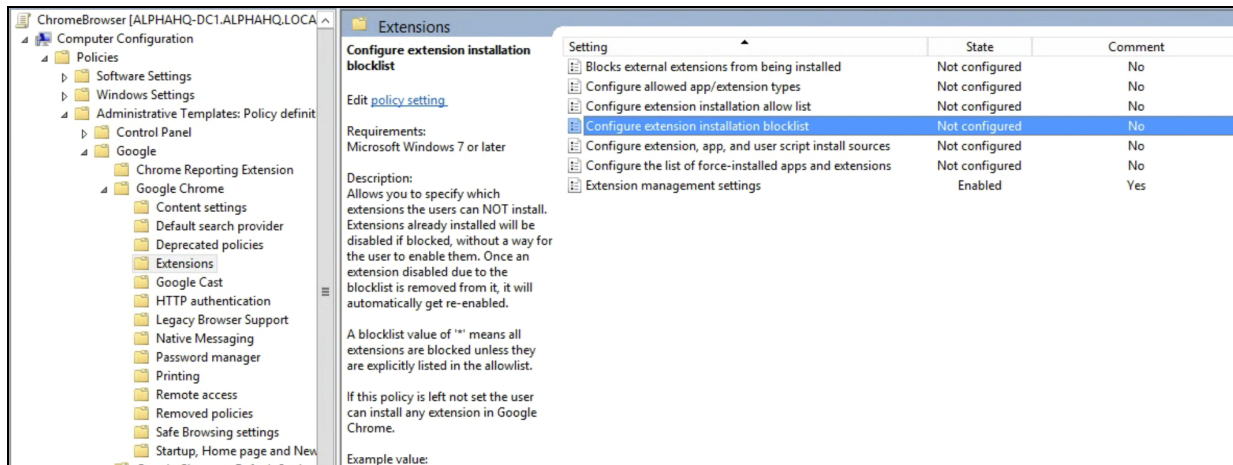 ChromeBrowser [ALPHAHQ-DC1.ALPHAHQ.LOCA
Computer Configuration
Policies
Software Settings
Windows Settings
Administrative Templates: Policy definit
Control Panel
Google
Chrome Reporting Extension
Google Chrome
Content settings
Default search provider
Deprecated policies
Extensions
Google Cast
HTTP authentication
Legacy Browser Support
Native Messaging
Password manager
Printing
Remote access
Removed policies
Safe Browsing settings
Startup, Home page and New
Extensions
Configure extension installation
blocklist
Edit policy setting
Requirements:
Microsoft Windows 7 or later
Description:
Allows you to specify which
extensions the users can NOT install.
Extensions already installed will be
disabled if blocked, without a way for
the user to enable them. Once an
extension disabled due to the
blocklist is removed from it, it will
automatically get re-enabled.
A blocklist value of '*' means all
extensions are blocked unless they
are explicitly listed in the allowlist.
If this policy is left not set the user
can install any extension in Google
Chrome.
Example value:
Setting State Comment
Blocks external extensions from being installed Not configured No
Configure allowed app/extension types Not configured No
Configure extension installation allow list Not configured No
Configure extension installation blocklist Not configured No
Configure extension, app, and user script install sources Not configured No
Configure the list of force-installed apps and extensions Not configured No
Extension management settings Enabled Yes